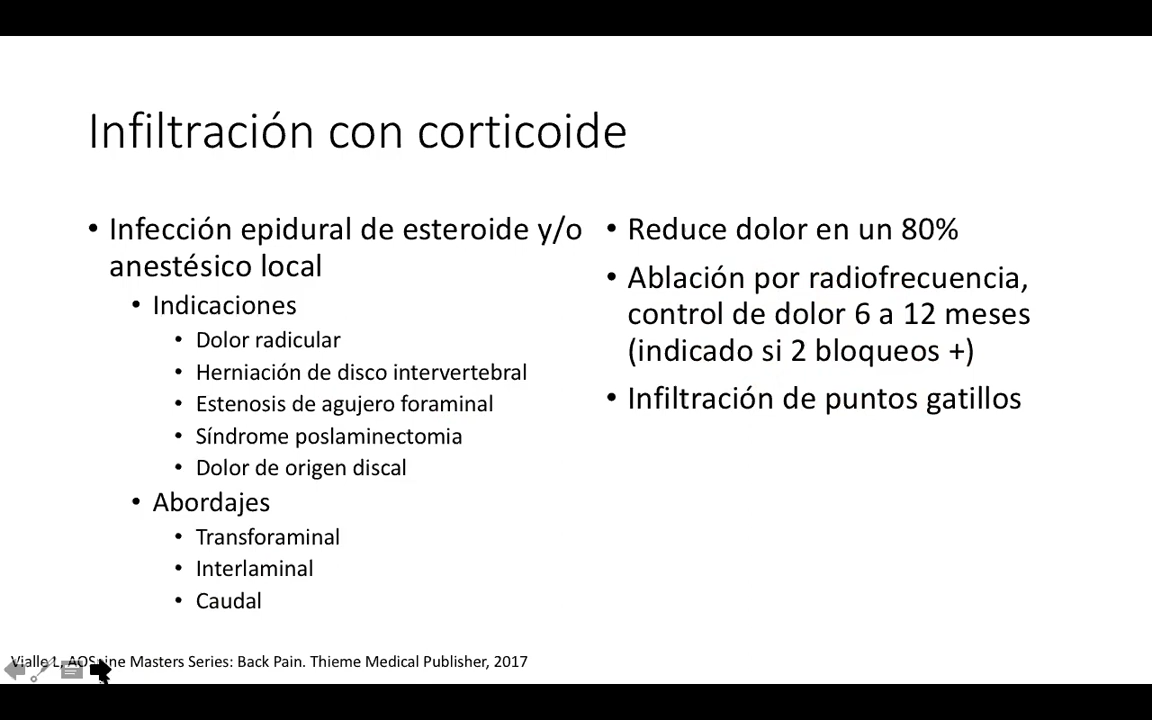 Infiltración con corticoide
• Infección epidural de esteroide y/o
anestésico local
• Indicaciones
• Dolor radicular
• Herniación de disco intervertebral
• Estenosis de agujero foraminal
• Síndrome poslaminectomia
• Dolor de origen discal
• Abordajes
• Transforaminal
• Interlaminal
• Caudal
• Reduce dolor en un 80%
• Ablación por radiofrecuencia,
control de dolor 6 a 12 meses
(indicado si 2 bloqueos +)
• Infiltración de puntos gatillos
Vialle L, AOSpine Masters Series: Back Pain. Thieme Medical Publisher, 2017